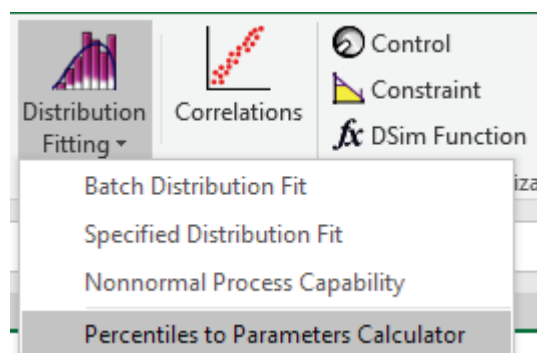 Distribution
Fitting
Correlations
Control
Constraint
fx DSim Function
Batch Distribution Fit
Specified Distribution Fit
Nonnormal Process Capability
Percentiles to Parameters Calculator